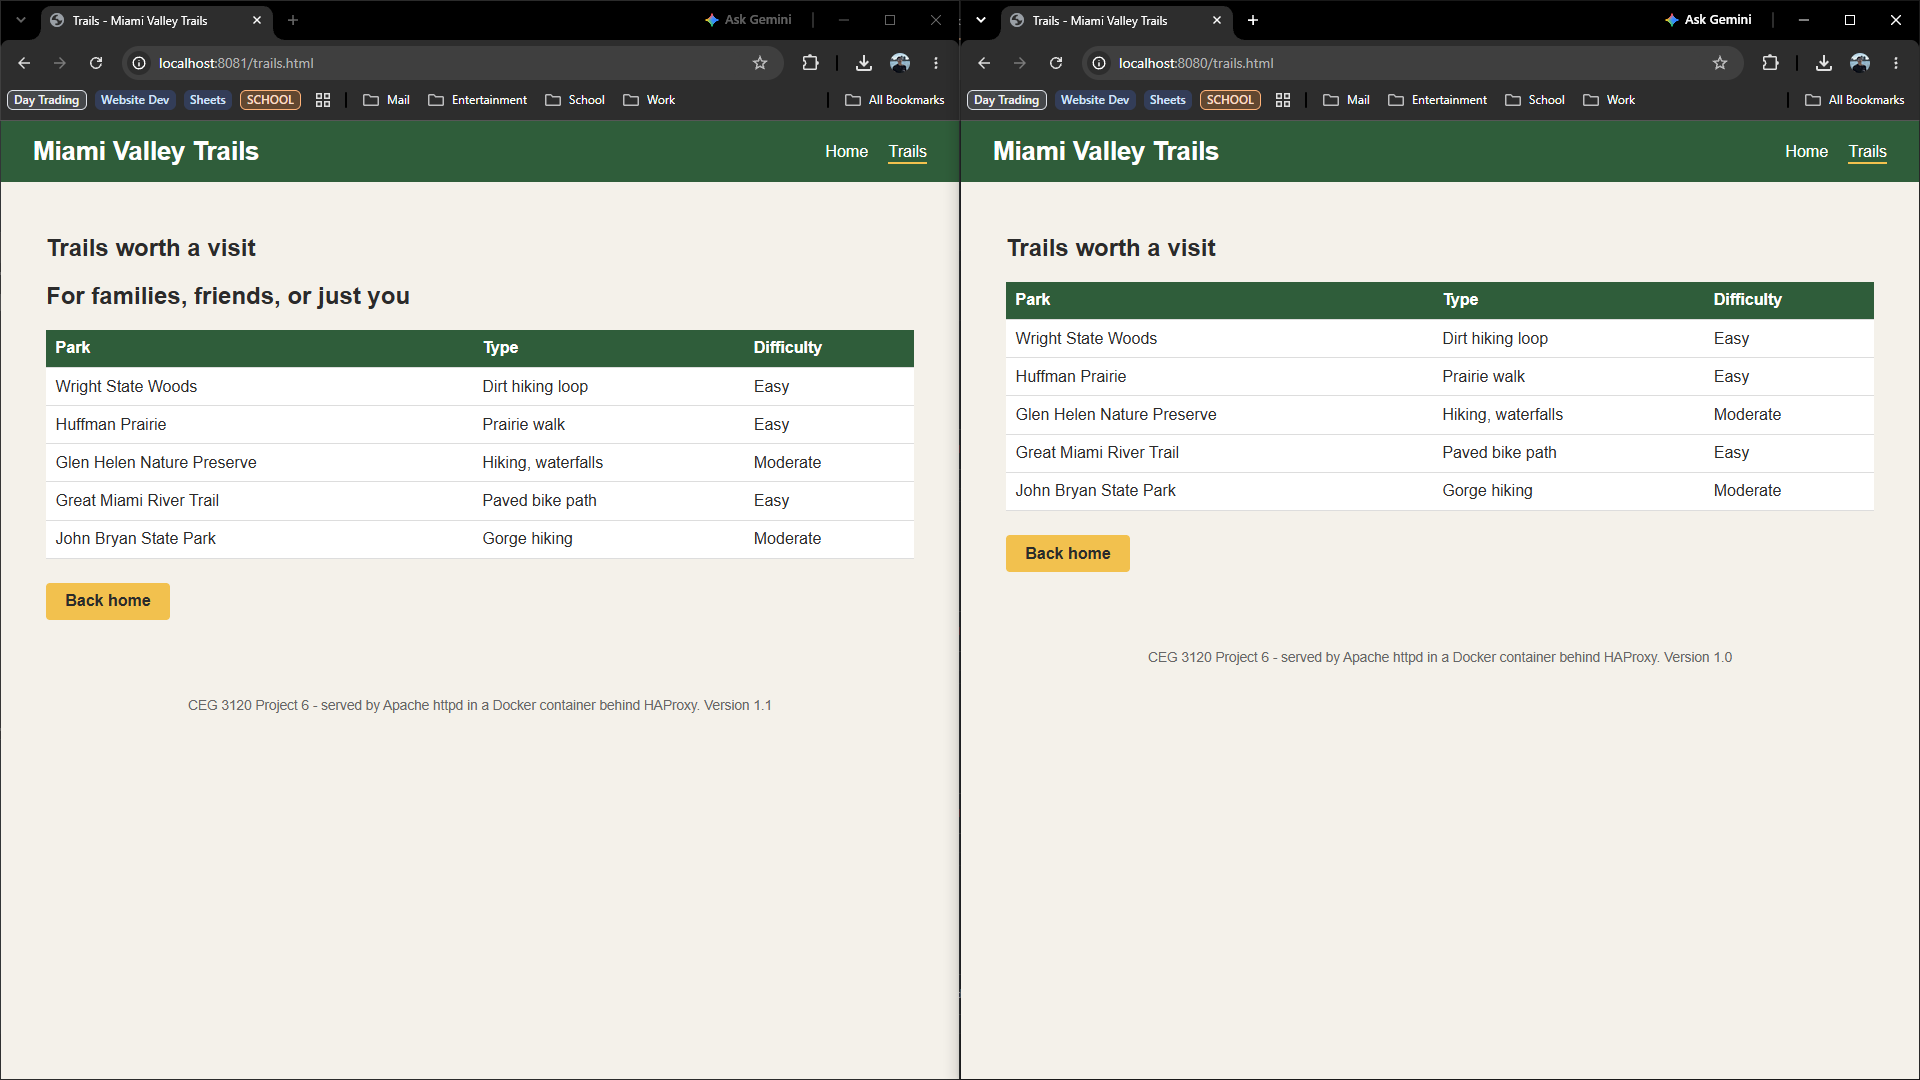 Trails - Miami Valley Trails
Ask Gemini
localhost:8081/trails.html
Day Trading Website Dev Sheets SCHOOL Mail Entertainment School Work All Bookmarks
Miami Valley Trails Home Trails
Trails worth a visit
For families, friends, or just you
Park Type Difficulty
Wright State Woods Dirt hiking loop Easy
Huffman Prairie Prairie walk Easy
Glen Helen Nature Preserve Hiking, waterfalls Moderate
Great Miami River Trail Paved bike path Easy
John Bryan State Park Gorge hiking Moderate
Back home
CEG 3120 Project 6 - served by Apache httpd in a Docker container behind HAProxy. Version 1.1
Trails - Miami Valley Trails
Ask Gemini
localhost:8080/trails.html
Day Trading Website Dev Sheets SCHOOL Mail Entertainment School Work All Bookmarks
Miami Valley Trails Home Trails
Trails worth a visit
Park Type Difficulty
Wright State Woods Dirt hiking loop Easy
Huffman Prairie Prairie walk Easy
Glen Helen Nature Preserve Hiking, waterfalls Moderate
Great Miami River Trail Paved bike path Easy
John Bryan State Park Gorge hiking Moderate
Back home
CEG 3120 Project 6 - served by Apache httpd in a Docker container behind HAProxy. Version 1.0